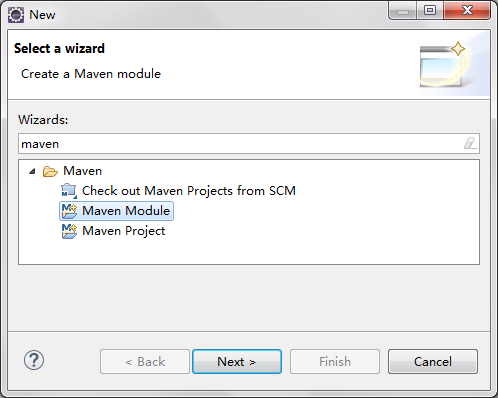 New
Select a wizard
Create a Maven module
Wizards:
maven
Maven
Check out Maven Projects from SCM
Maven Module
Maven Project
< Back
Next >
Finish
Cancel